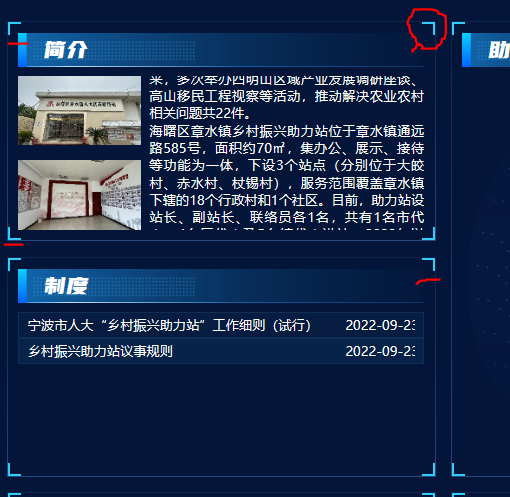 简介
助
来，多次举办四明山区域产业发展调研座谈、
高山移民工程视察等活动，推动解决农业农村
相关问题共22件。
海曙区章水镇乡村振兴助力站位于章水镇通远
路585号，面积约70㎡，集办公、展示、接待
等功能为一体，下设3个站点（分别位于大皎
村、赤水村、杖锡村），服务范围覆盖章水镇
下辖的18个行政村和1个社区。目前，助力站设
站长、副站长、联络员各1名，共有1名市代
制度
宁波市人大“乡村振兴助力站”工作细则（试行） 2022-09-23
乡村振兴助力站议事规则 2022-09-23